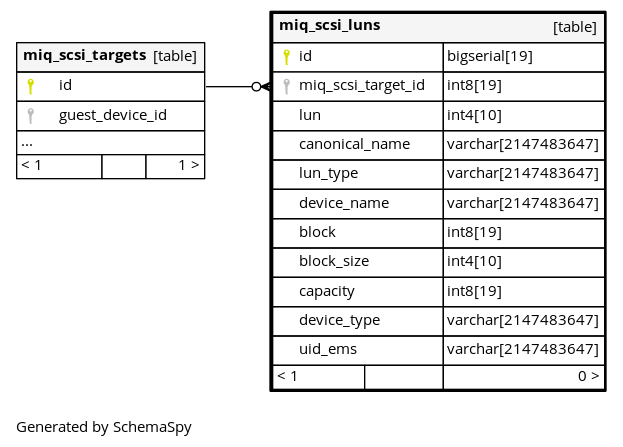 miq_scsi_targets [table]
id
guest_device_id
...
< 1 1 >
miq_scsi_luns [table]
id bigserial[19]
miq_scsi_target_id int8[19]
lun int4[10]
canonical_name varchar[2147483647]
lun_type varchar[2147483647]
device_name varchar[2147483647]
block int8[19]
block_size int4[10]
capacity int8[19]
device_type varchar[2147483647]
uid_ems varchar[2147483647]
< 1 0 >
Generated by SchemaSpy